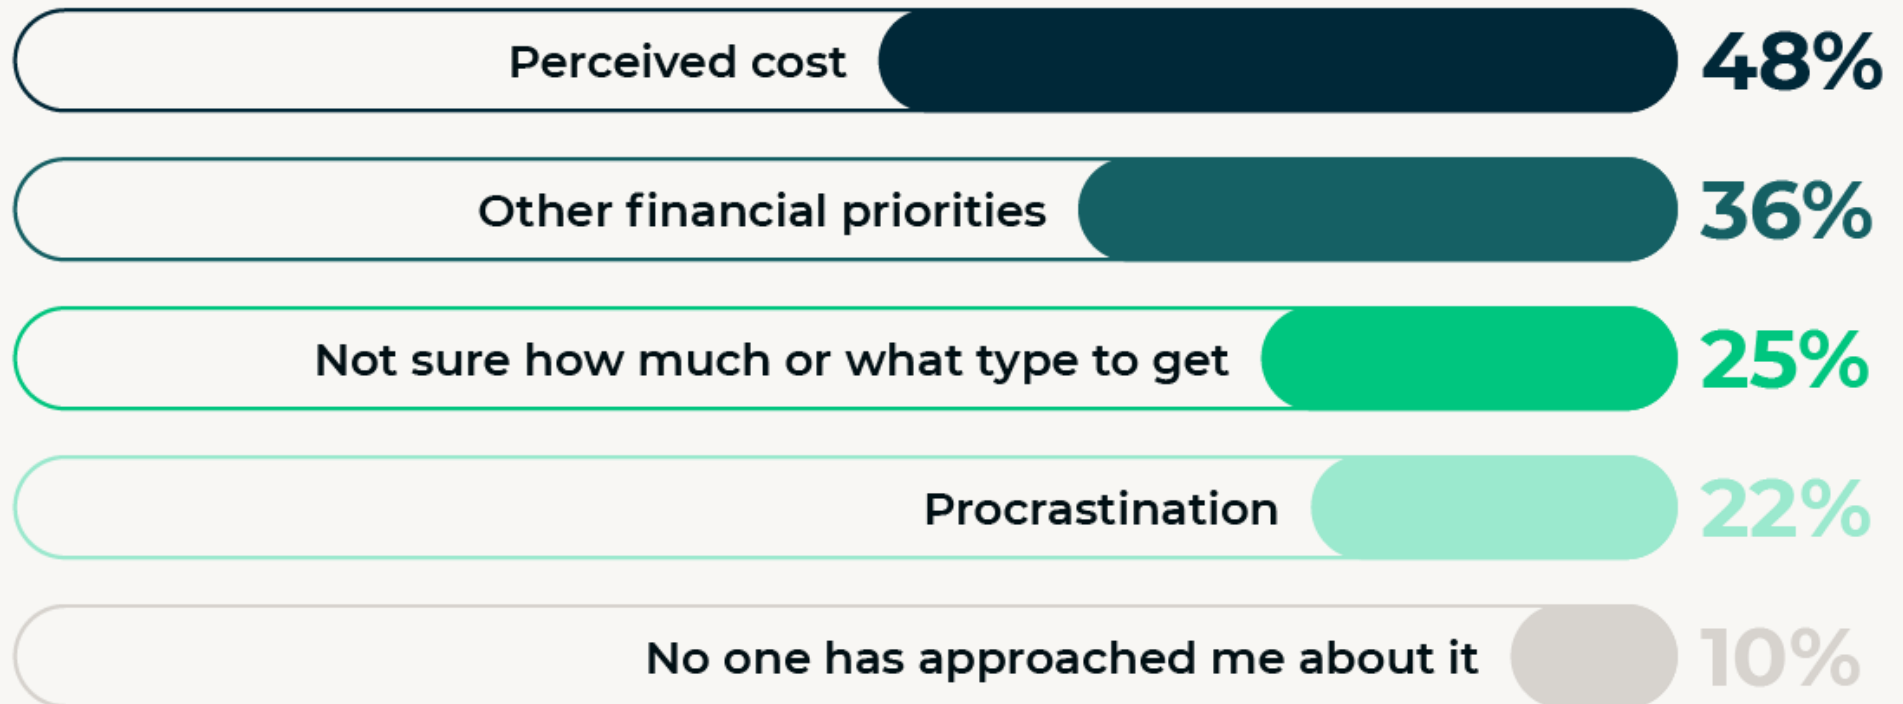 Perceived cost 48%
Other financial priorities 36%
Not sure how much or what type to get 25%
Procrastination 22%
No one has approached me about it 10%